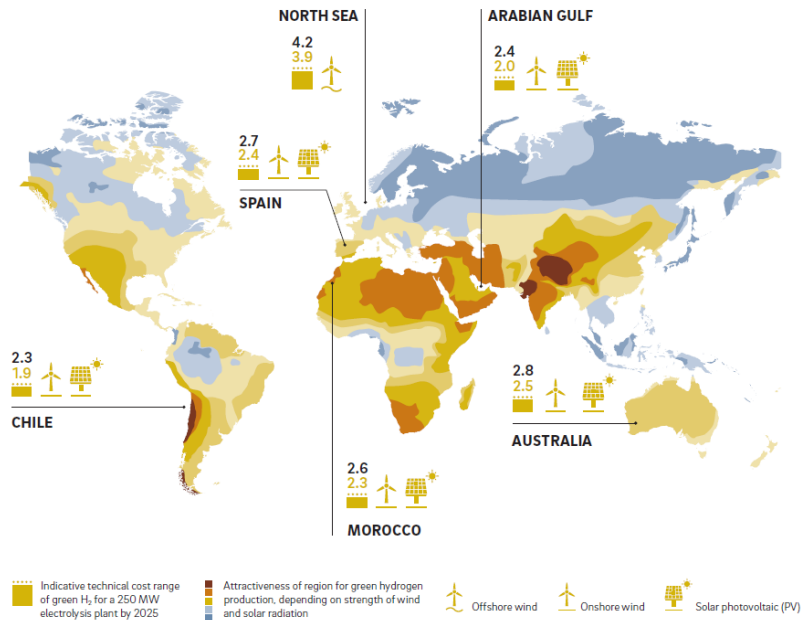 NORTH SEA
4.2
3.9
ARABIAN GULF
2.4
2.0
2.7
2.4
SPAIN
2.3
1.9
CHILE
2.8
2.5
AUSTRALIA
2.6
2.3
MOROCCO
Indicative technical cost range
of green H₂ for a 250 MW
electrolysis plant by 2025
Attractiveness of region for green hydrogen
production, depending on strength of wind
and solar radiation
Offshore wind
Onshore wind
Solar photovoltaic (PV)